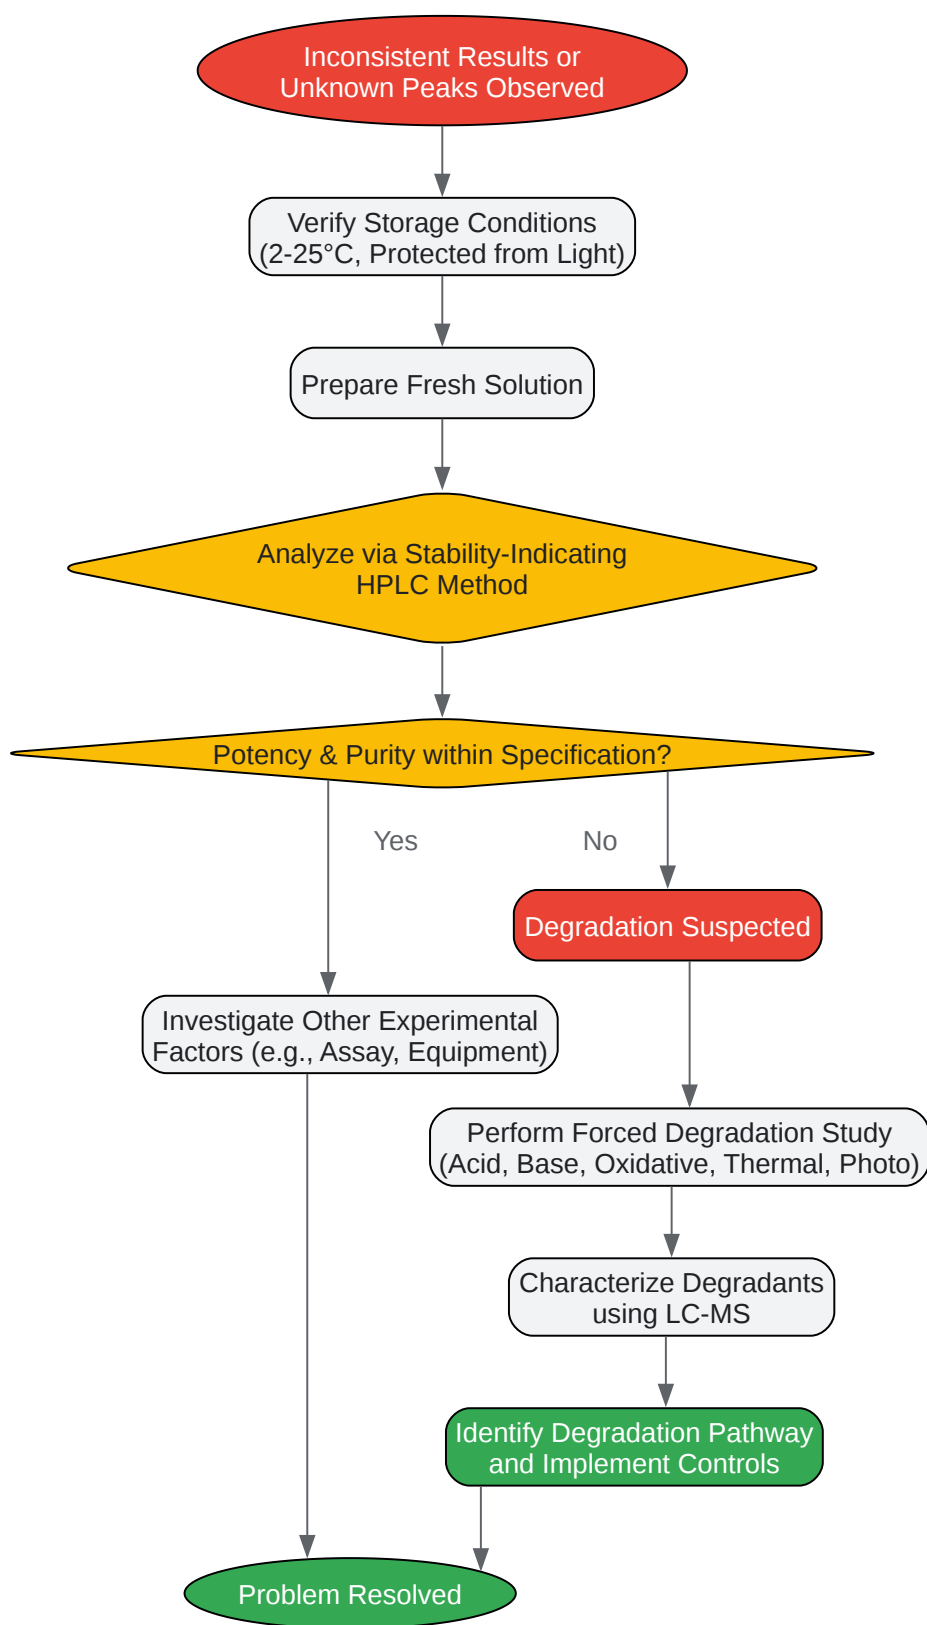 Inconsistent Results or
Unknown Peaks Observed
Verify Storage Conditions
(2-25°C, Protected from Light)
Prepare Fresh Solution
Analyze via Stability-Indicating
HPLC Method
Potency & Purity within Specification?
Yes
No
Degradation Suspected
Investigate Other Experimental
Factors (e.g., Assay, Equipment)
Perform Forced Degradation Study
(Acid, Base, Oxidative, Thermal, Photo)
Characterize Degradants
using LC-MS
Identify Degradation Pathway
and Implement Controls
Problem Resolved